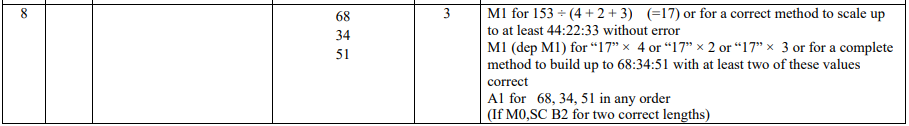 8 68 3 M1 for 153 ÷ (4 + 2 + 3) (=17) or for a correct method to scale up
34 to at least 44:22:33 without error
51 M1 (dep M1) for “17” × 4 or “17” × 2 or “17” × 3 or for a complete
method to build up to 68:34:51 with at least two of these values
correct
A1 for 68, 34, 51 in any order
(If M0,SC B2 for two correct lengths)